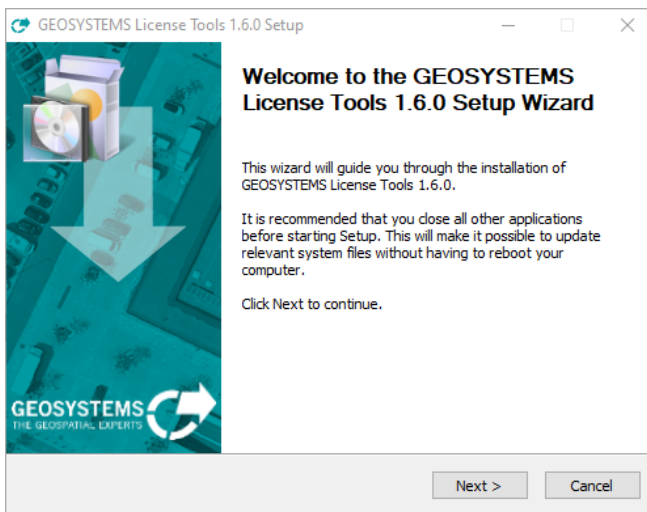 GEOSYSTEMS License Tools 1.6.0 Setup
Welcome to the GEOSYSTEMS
License Tools 1.6.0 Setup Wizard
This wizard will guide you through the installation of
GEOSYSTEMS License Tools 1.6.0.
It is recommended that you close all other applications
before starting Setup. This will make it possible to update
relevant system files without having to reboot your
computer.
Click Next to continue.
GEOSYSTEMS
THE GEOSPATIAL EXPERTS
Next >
Cancel